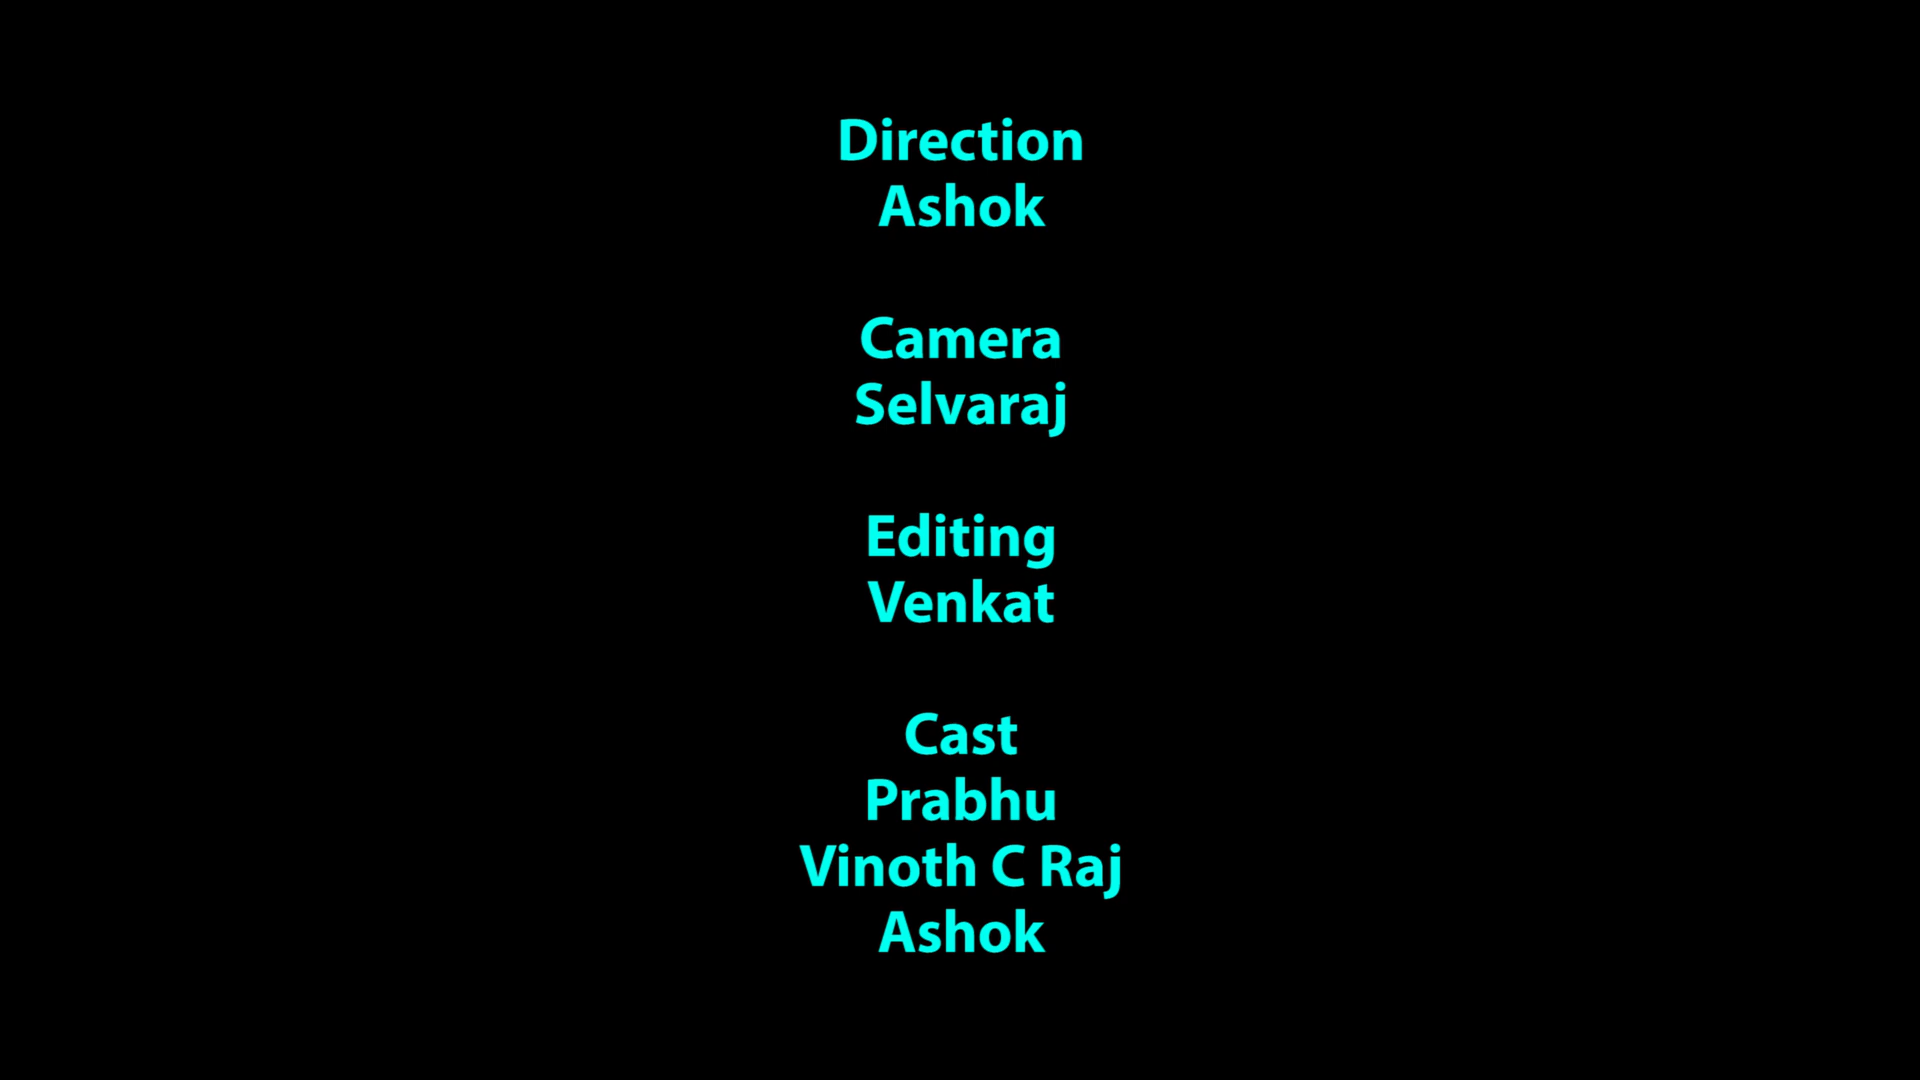 Direction
Ashok
Camera
Selvaraj
Editing
Venkat
Cast
Prabhu
Vinoth C Raj
Ashok